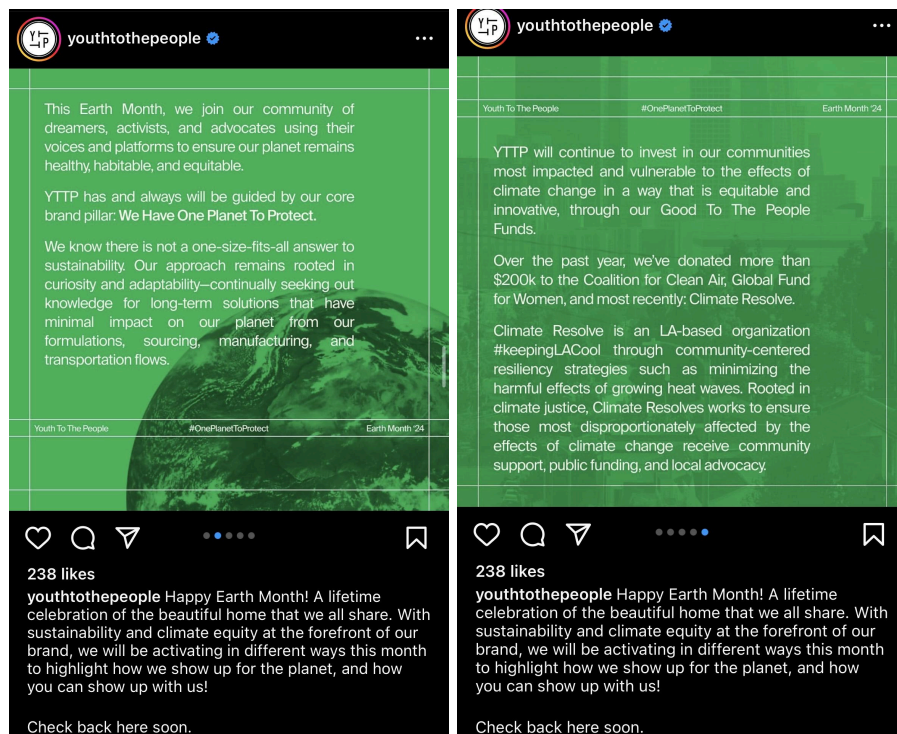 youthtothepeople
This Earth Month, we join our community of
dreamers, activists, and advocates using their
voices and platforms to ensure our planet remains
healthy, habitable, and equitable.
YTTP has and always will be guided by our core
brand pillar: We Have One Planet To Protect.
We know there is not a one-size-fits-all answer to
sustainability. Our approach remains rooted in
curiosity and adaptability—continually seeking out
knowledge for long-term solutions that have
minimal impact on our planet from our
formulations, sourcing, manufacturing, and
transportation flows.
Youth To The People #OnePlanetToProtect Earth Month '24
238 likes
youthtothepeople Happy Earth Month! A lifetime
celebration of the beautiful home that we all share. With
sustainability and climate equity at the forefront of our
brand, we will be activating in different ways this month
to highlight how we show up for the planet, and how
you can show up with us!
Check back here soon.
youthtothepeople
Youth To The People #OnePlanetToProtect Earth Month '24
YTTP will continue to invest in our communities
most impacted and vulnerable to the effects of
climate change in a way that is equitable and
innovative, through our Good To The People
Funds.
Over the past year, we've donated more than
$200k to the Coalition for Clean Air, Global Fund
for Women, and most recently: Climate Resolve.
Climate Resolve is an LA-based organization
#keepingLACool through community-centered
resiliency strategies such as minimizing the
harmful effects of growing heat waves. Rooted in
climate justice, Climate Resolves works to ensure
those most disproportionately affected by the
effects of climate change receive community
support, public funding, and local advocacy.
238 likes
youthtothepeople Happy Earth Month! A lifetime
celebration of the beautiful home that we all share. With
sustainability and climate equity at the forefront of our
brand, we will be activating in different ways this month
to highlight how we show up for the planet, and how
you can show up with us!
Check back here soon.